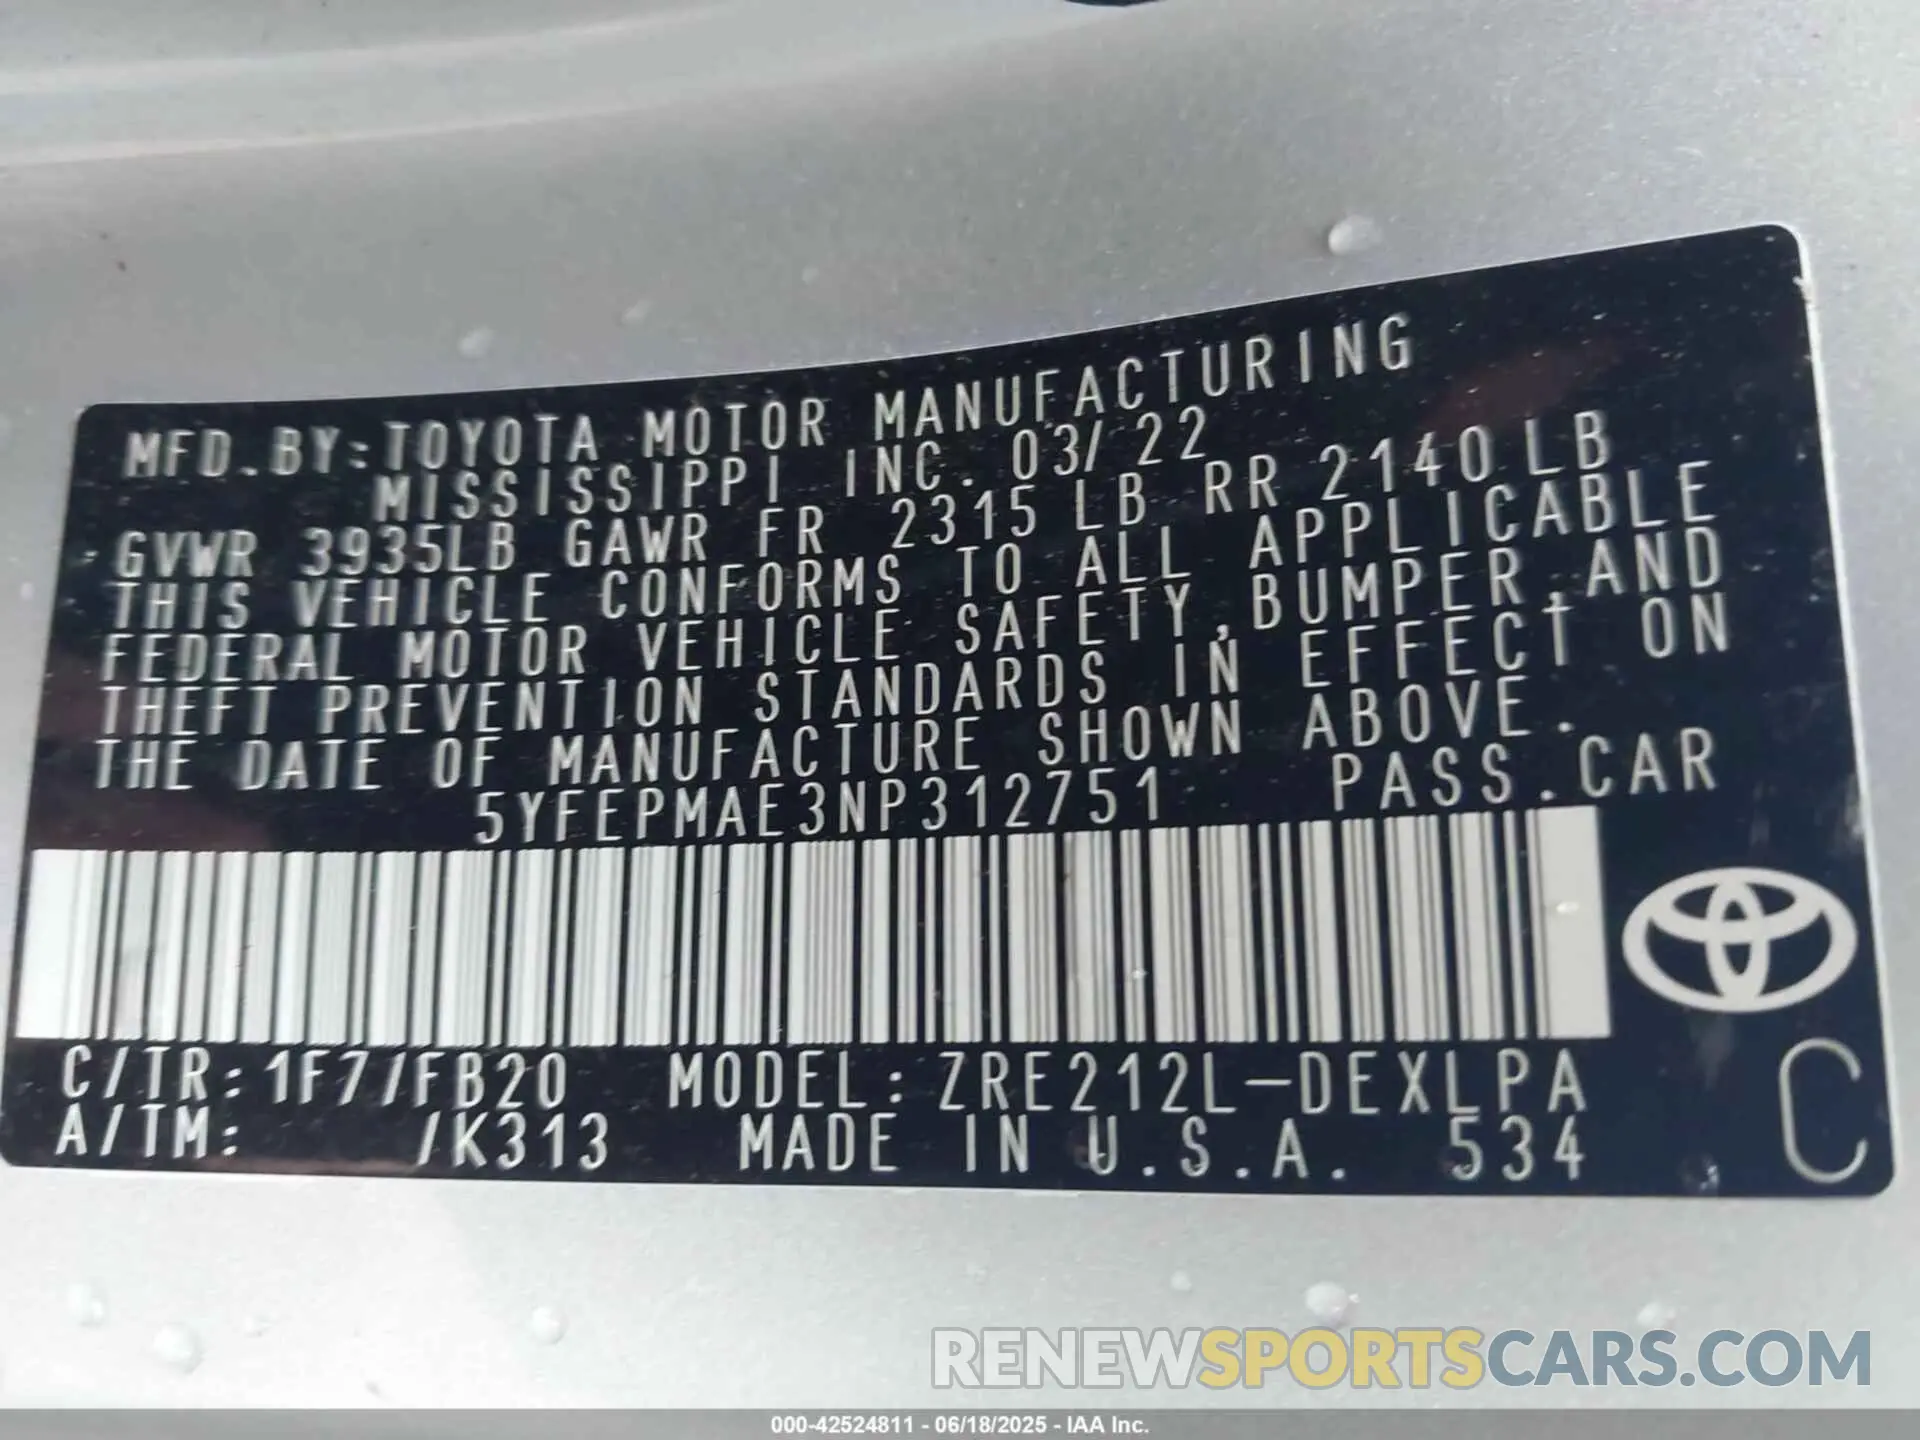 MFD.BY:TOYOTA MOTOR MANUFACTURING
MISSISSIPPI INC. 03/22
GVWR 3935LB GAWR FR 2315 LB RR 2140LB
THIS VEHICLE CONFORMS TO ALL APPLICABLE
FEDERAL MOTOR VEHICLE SAFETY,BUMPER,AND
THEFT PREVENTION STANDARDS IN EFFECT ON
THE DATE OF MANUFACTURE SHOWN ABOVE.
5YFEPMAE3NP312751 PASS.CAR
C/TR:1F7/FB20 MODEL:ZRE212L-DEXLPA
A/TM: /K313 MADE IN U.S.A. 534
C
RENEWSPORTSCARS.COM
000-42524811 - 06/18/2025 - IAA Inc.